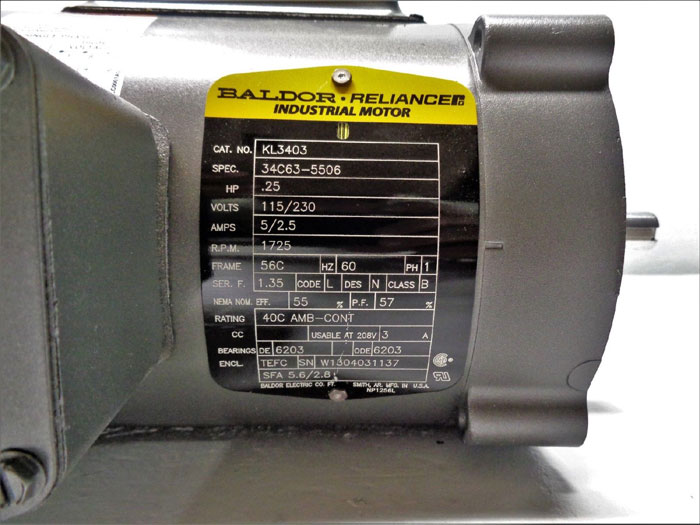 BALDOR • RELIANCE
INDUSTRIAL MOTOR
CAT. NO. KL3403
SPEC. 34C63-5506
HP .25
VOLTS 115/230
AMPS 5/2.5
R.P.M. 1725
FRAME 56C HZ 60 PH 1
SER. F. 1.35 CODE L DES N CLASS B
NEMA NOM. EFF. 55 % P.F. 57 %
RATING 40C AMB-CONT
CC USABLE AT 208V 3 A
BEARINGS DE 6203 ODE 6203
ENCL. TEFC SN W1304031137
SFA 5.6/2.8
BALDOR ELECTRIC CO. FT. SMITH, AR. MFG. IN U.S.A.
NP1256L